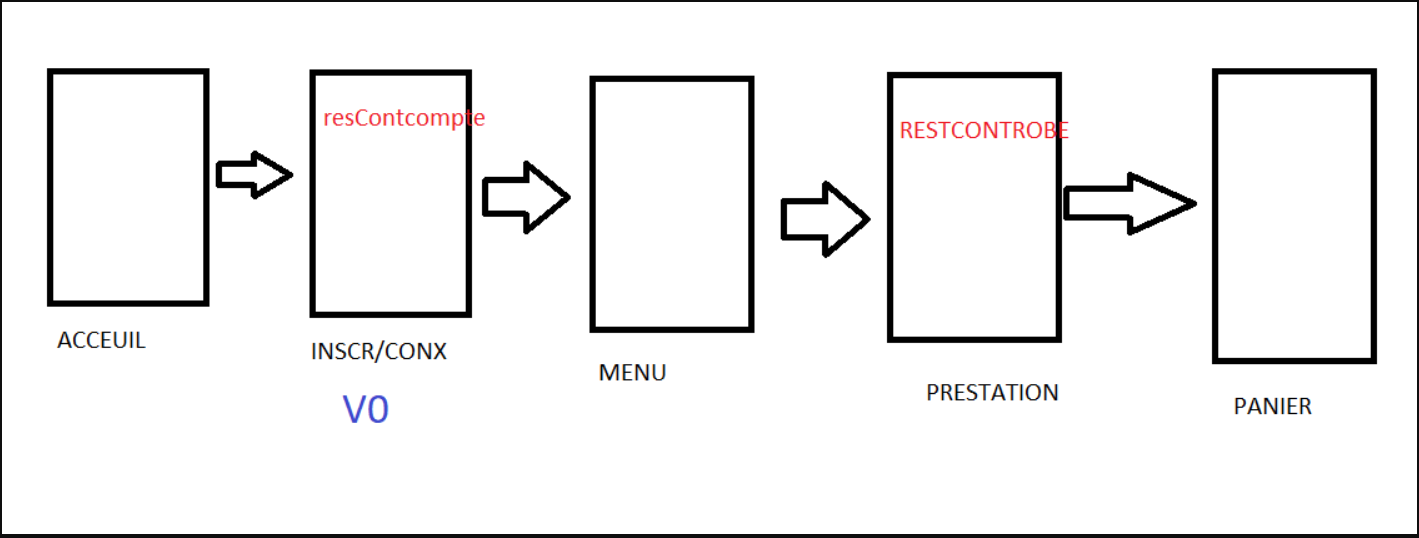 resContcompte
RESTCONTROBE
ACCEUIL
INSCR/CONX
MENU
PRESTATION
PANIER
V0